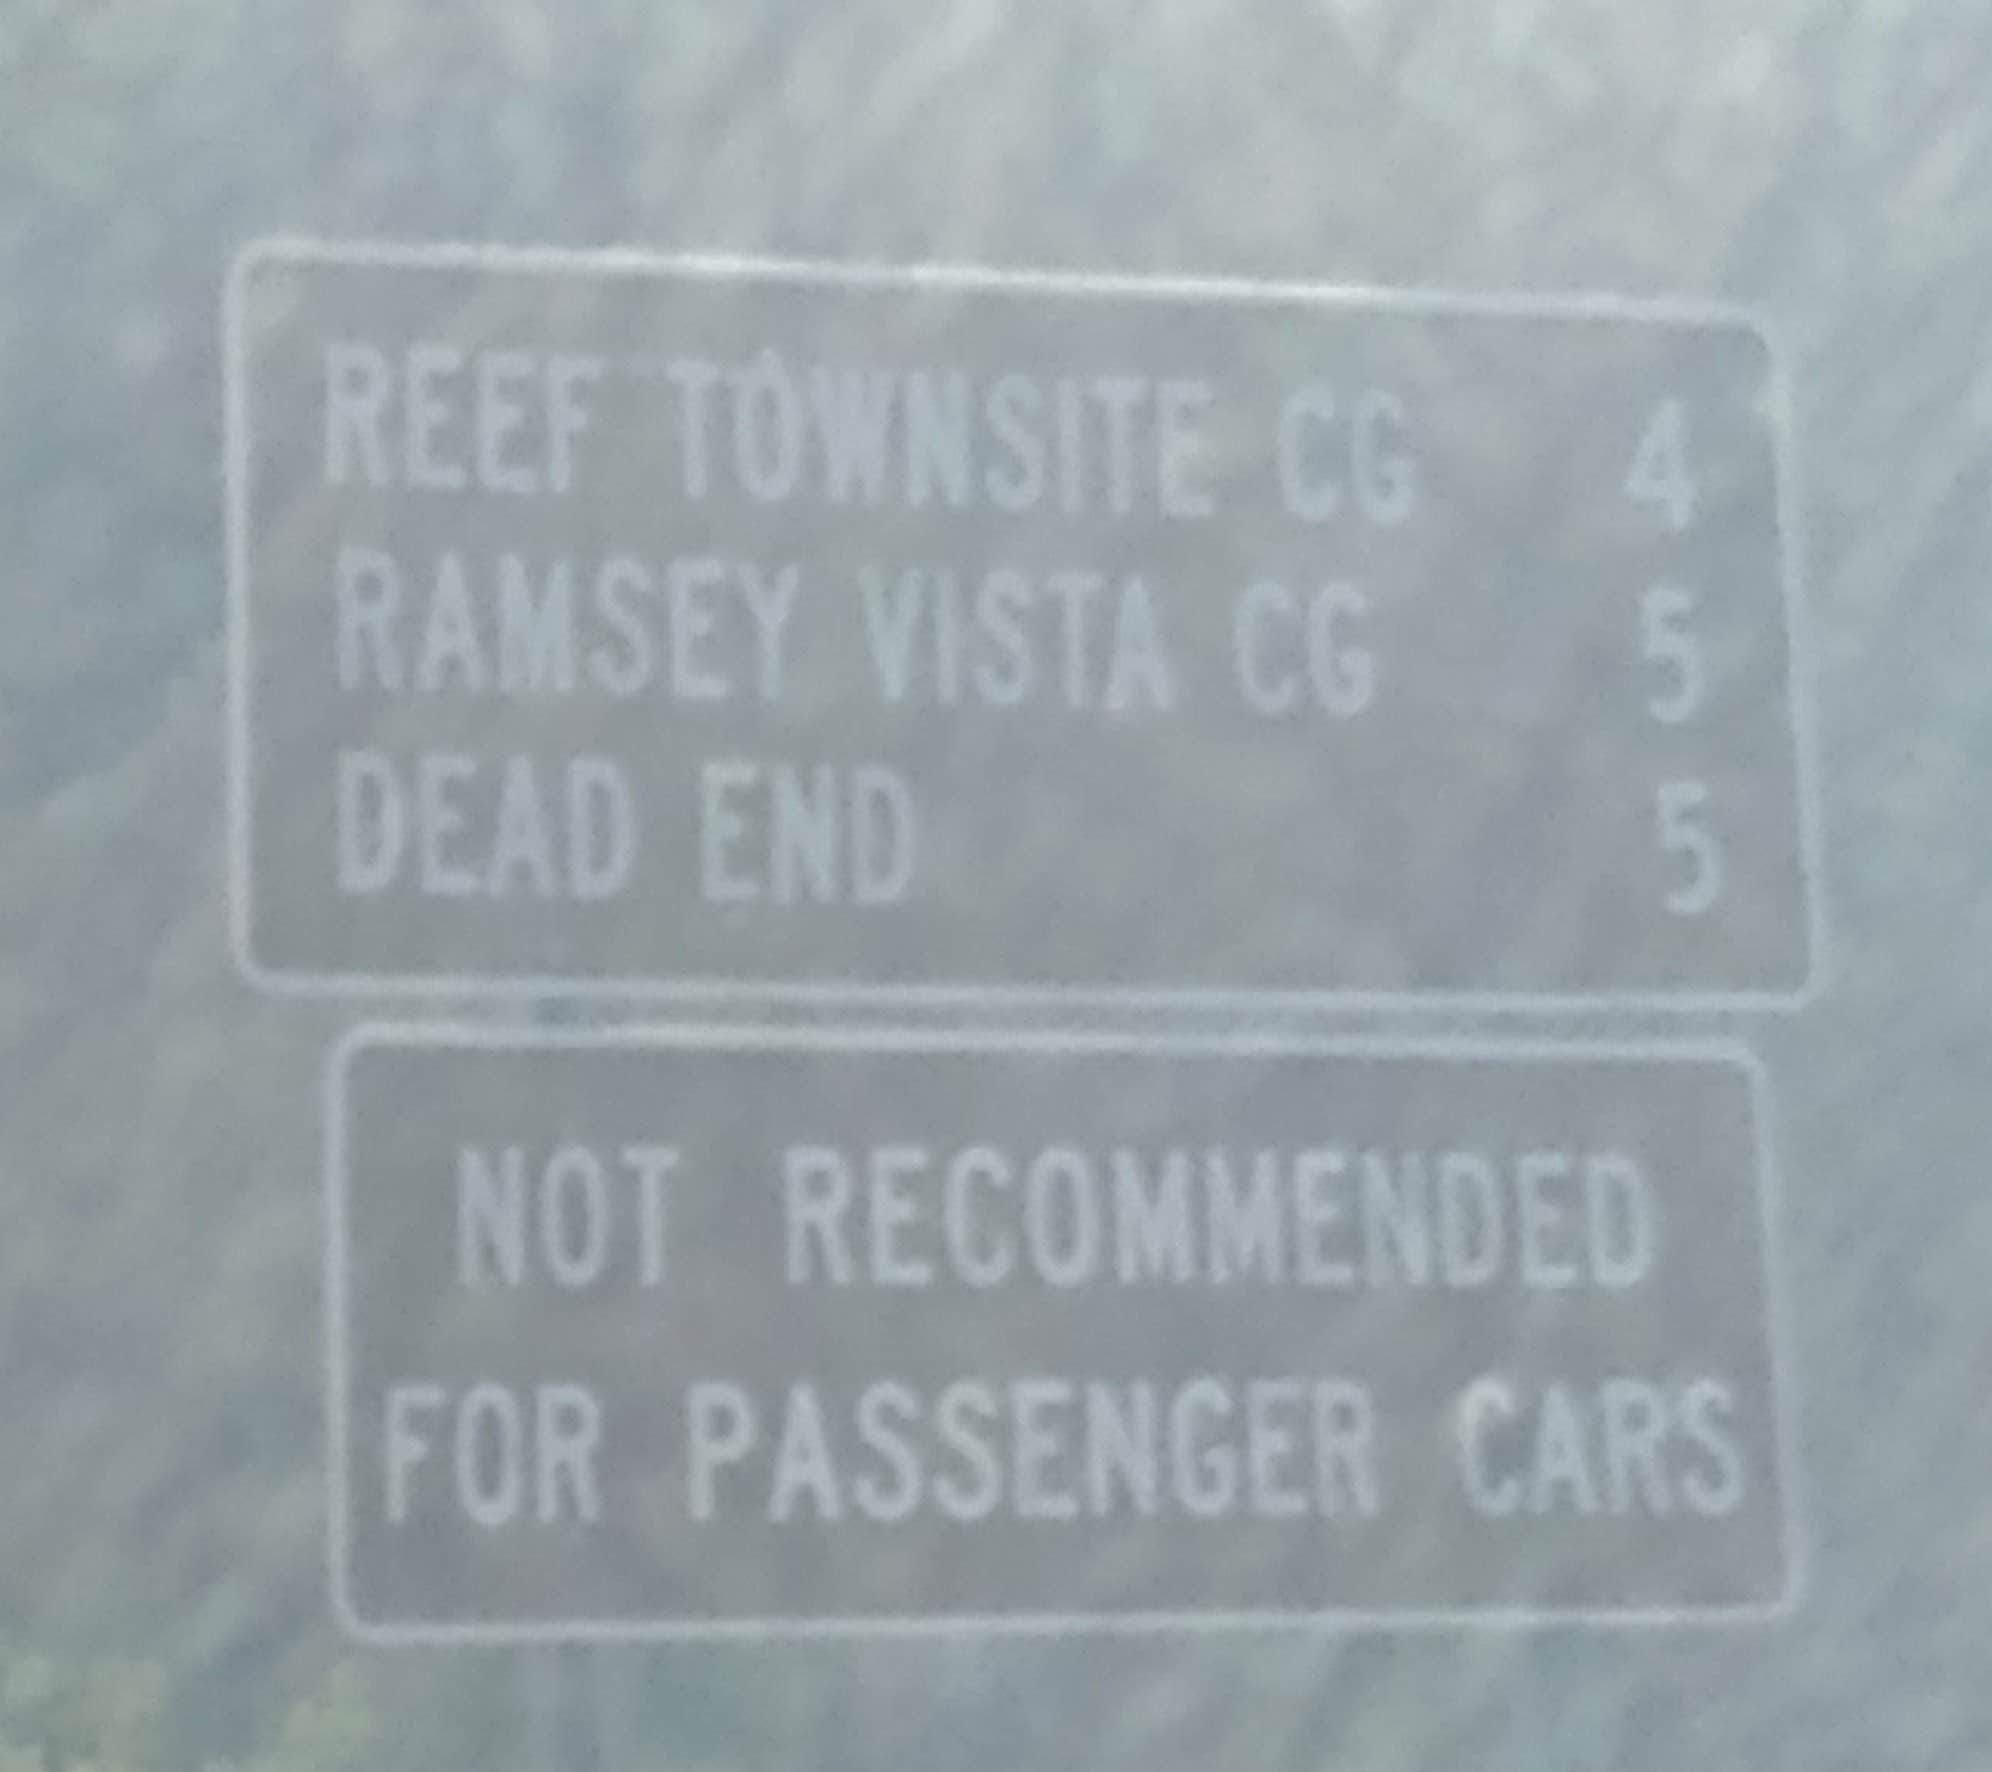 REEF TOWNSITE CG 4
RAMSEY VISTA CG 5
DEAD END 5
NOT RECOMMENDED
FOR PASSENGER CARS